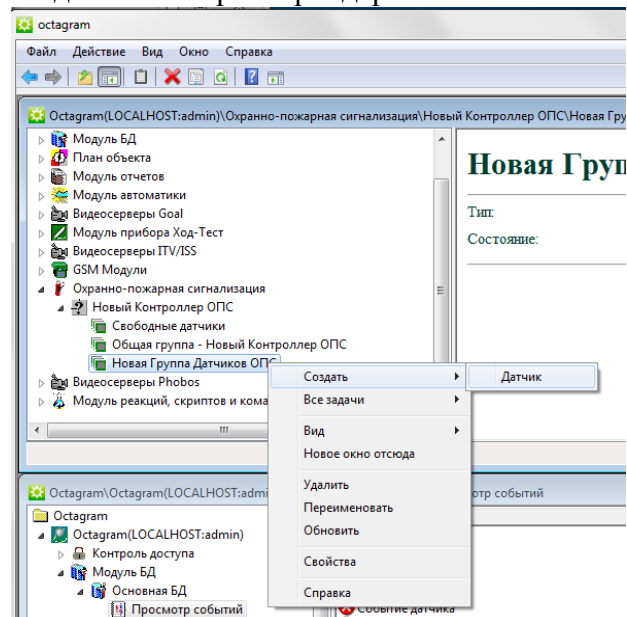 octagram
Файл Действие Вид Окно Справка
Octagram(LOCALHOST:admin)\Охранно-пожарная сигнализация\Новый Контроллер ОПС\Новая Гру
Модуль БД
План объекта
Модуль отчетов
Модуль автоматики
Видеосерверы Goal
Модуль прибора Ход-Тест
Видеосерверы ITV/ISS
GSM Модули
Охранно-пожарная сигнализация
Новый Контроллер ОПС
Свободные датчики
Общая группа - Новый Контроллер ОПС
Новая Группа Датчиков ОПС
Видеосерверы Phobos
Модуль реакций, скриптов и кома
Новая Груп
Тип:
Состояние:
Создать
Датчик
Все задачи
Вид
Новое окно отсюда
Удалить
Переименовать
Обновить
Свойства
Справка
Octagram\Octagram(LOCALHOST:admi
отр событий
Octagram
Octagram(LOCALHOST:admin)
Контроль доступа
Модуль БД
Основная БД
Просмотр событий
Событие датчика